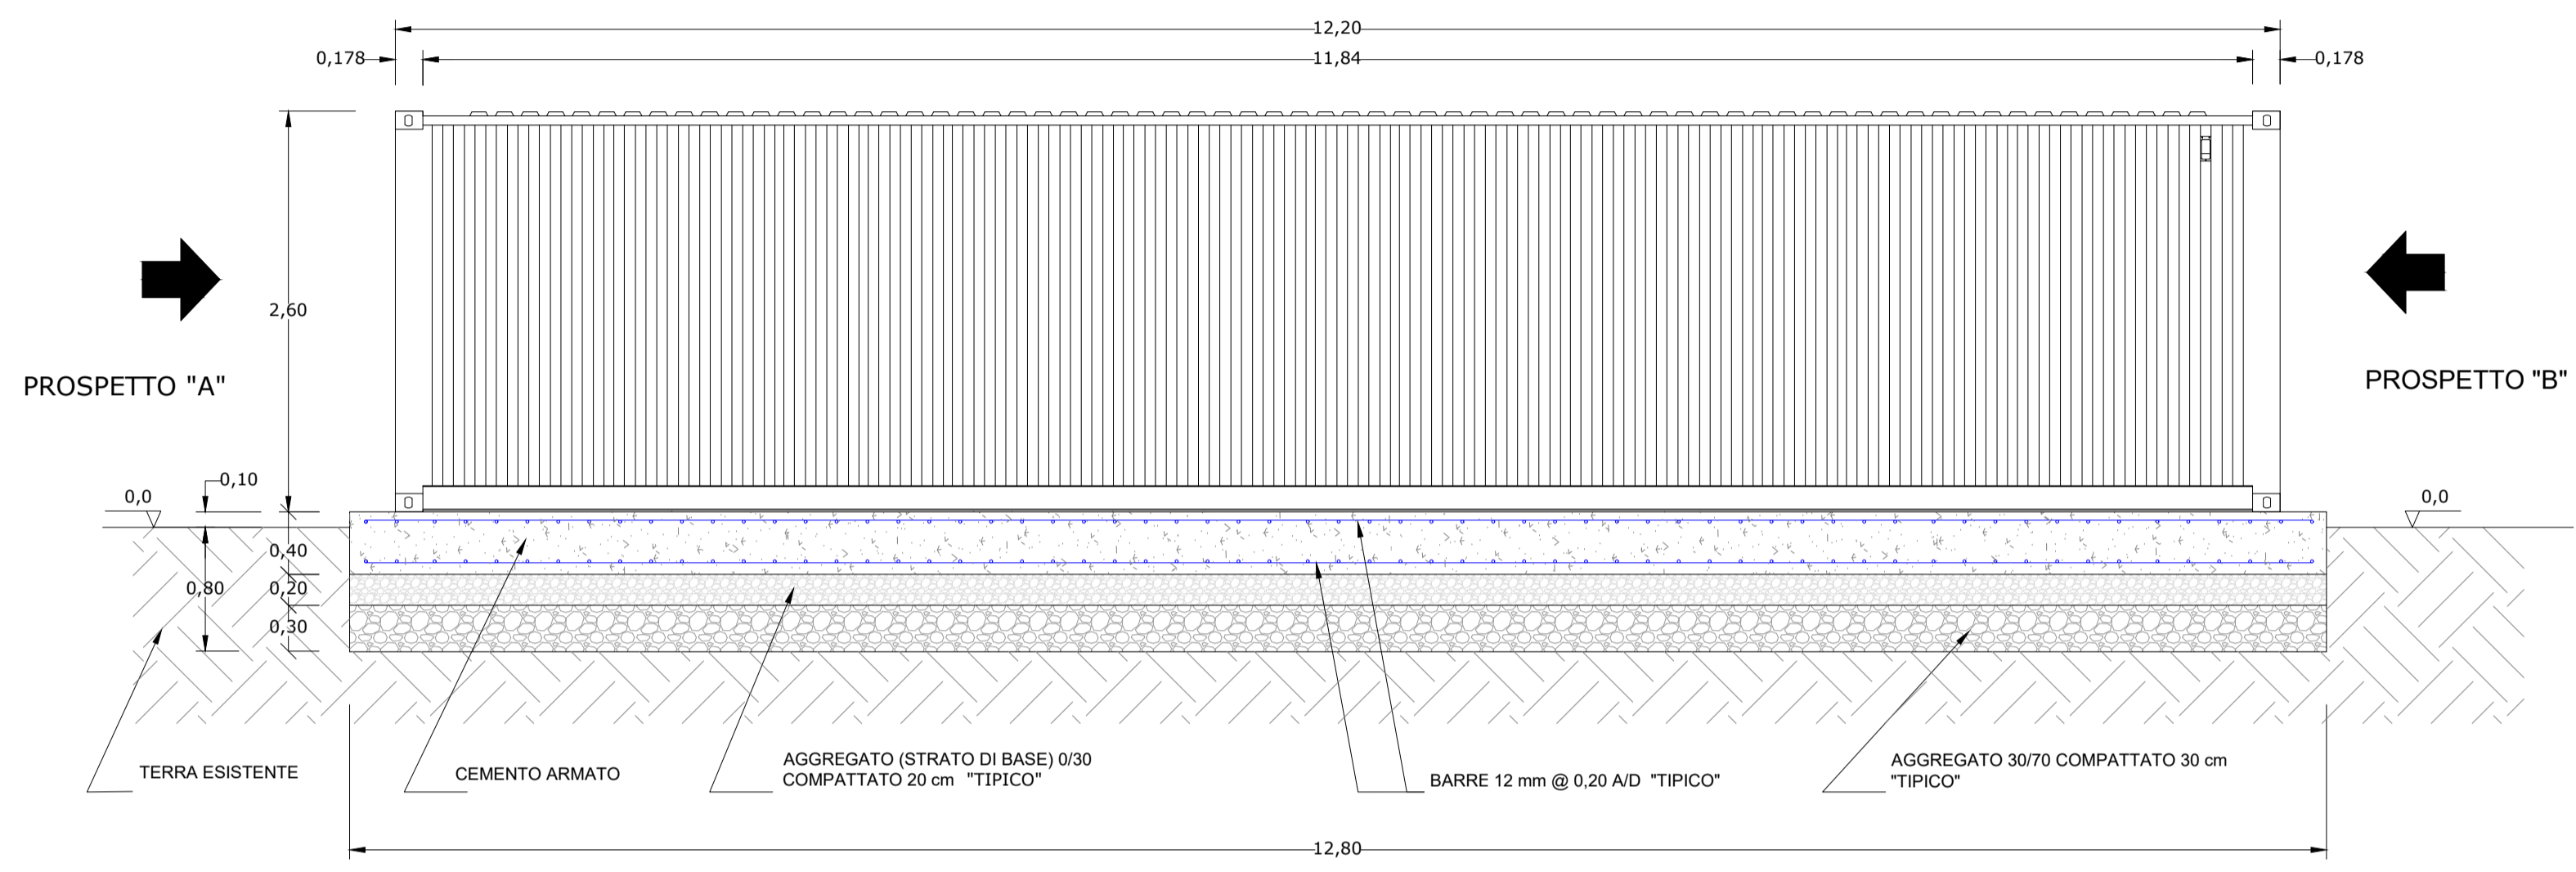 12,20
0,178
11,84
0,178
2,60
PROSPETTO "A"
PROSPETTO "B"
0,10
0,0
0,0
0,40
0,80
0,20
0,30
TERRA ESISTENTE
CEMENTO ARMATO
AGGREGATO (STRATO DI BASE) 0/30
COMPATTATO 20 cm "TIPICO"
BARRE 12 mm @ 0,20 A/D "TIPICO"
AGGREGATO 30/70 COMPATTATO 30 cm
"TIPICO"
12,80